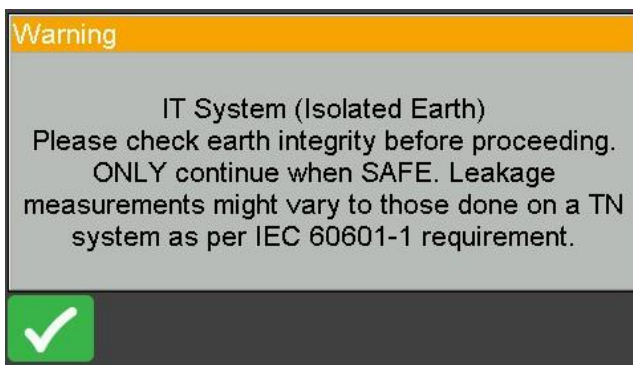 Warning
IT System (Isolated Earth)
Please check earth integrity before proceeding.
ONLY continue when SAFE. Leakage
measurements might vary to those done on a TN
system as per IEC 60601-1 requirement.